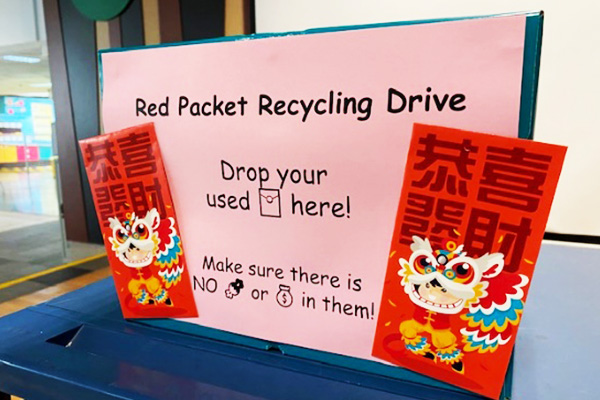 Red Packet Recycling Drive
Drop your
used here!
Make sure there is
NO or in them!
恭喜
發財
恭喜
發財